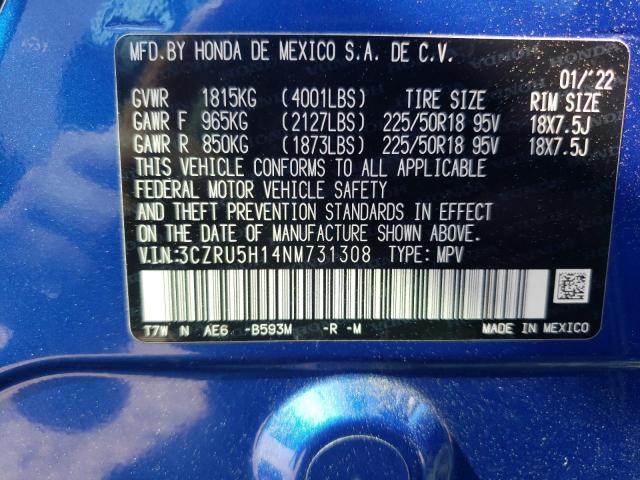 MFD.BY HONDA DE MEXICO S.A. DE C.V.
01/'22
GVWR 1815KG (4001LBS) TIRE SIZE RIM SIZE
GAWR F 965KG (2127LBS) 225/50R18 95V 18X7.5J
GAWR R 850KG (1873LBS) 225/50R18 95V 18X7.5J
THIS VEHICLE CONFORMS TO ALL APPLICABLE
FEDERAL MOTOR VEHICLE SAFETY
AND THEFT PREVENTION STANDARDS IN EFFECT
ON THE DATE OF MANUFACTURE SHOWN ABOVE.
V.I.N:3CZRU5H14NM731308 TYPE: MPV
T7W N AE6 -B593M -R -M MADE IN MEXICO